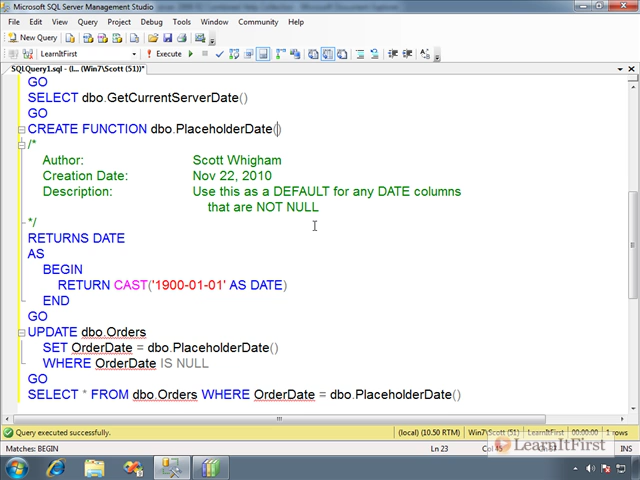 Microsoft SQL Server Management Studio
File Edit View Query Project Debug Tools Window Community Help
New Query
LearnItFirst Execute
SQLQuery1.sql - (l... (Win7\Scott (51))*
GO
SELECT dbo.GetCurrentServerDate()
GO
CREATE FUNCTION dbo.PlaceholderDate()
/*
Author: Scott Whigham
Creation Date: Nov 22, 2010
Description: Use this as a DEFAULT for any DATE columns
that are NOT NULL
*/
RETURNS DATE
AS
BEGIN
RETURN CAST('1900-01-01' AS DATE)
END
GO
UPDATE dbo.Orders
SET OrderDate = dbo.PlaceholderDate()
WHERE OrderDate IS NULL
GO
SELECT * FROM dbo.Orders WHERE OrderDate = dbo.PlaceholderDate()
Query executed successfully. (local) (10.50 RTM) Win7\Scott (51) LearnItFirst 00:00:00 1 rows
Matches: BEGIN Ln 23 Col 45 INS
LearnItFirst